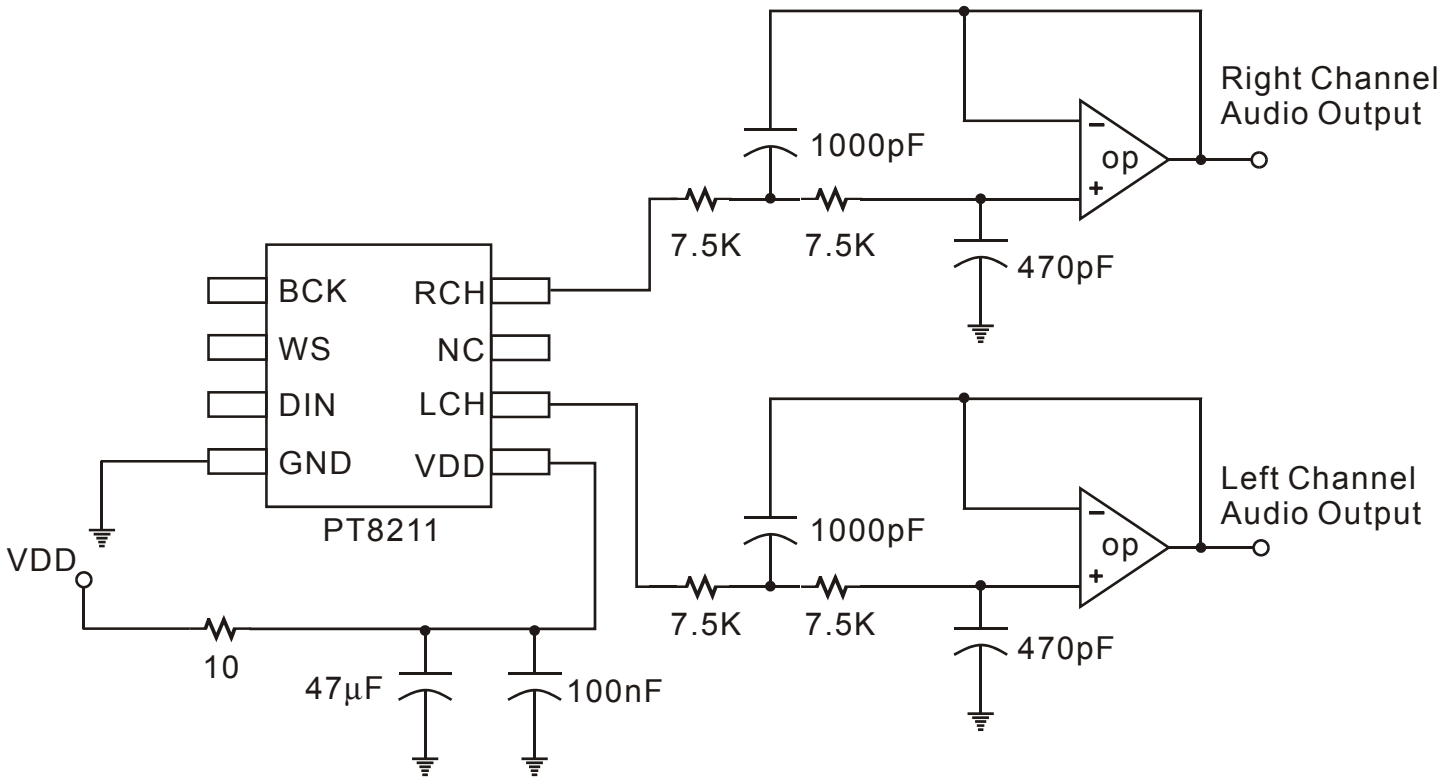 Right Channel
Audio Output
1000pF
−
op
+
7.5K
7.5K
470pF
BCK
RCH
WS
NC
DIN
LCH
GND
VDD
PT8211
Left Channel
Audio Output
1000pF
−
op
+
7.5K
7.5K
470pF
VDD
10
47μF
100nF